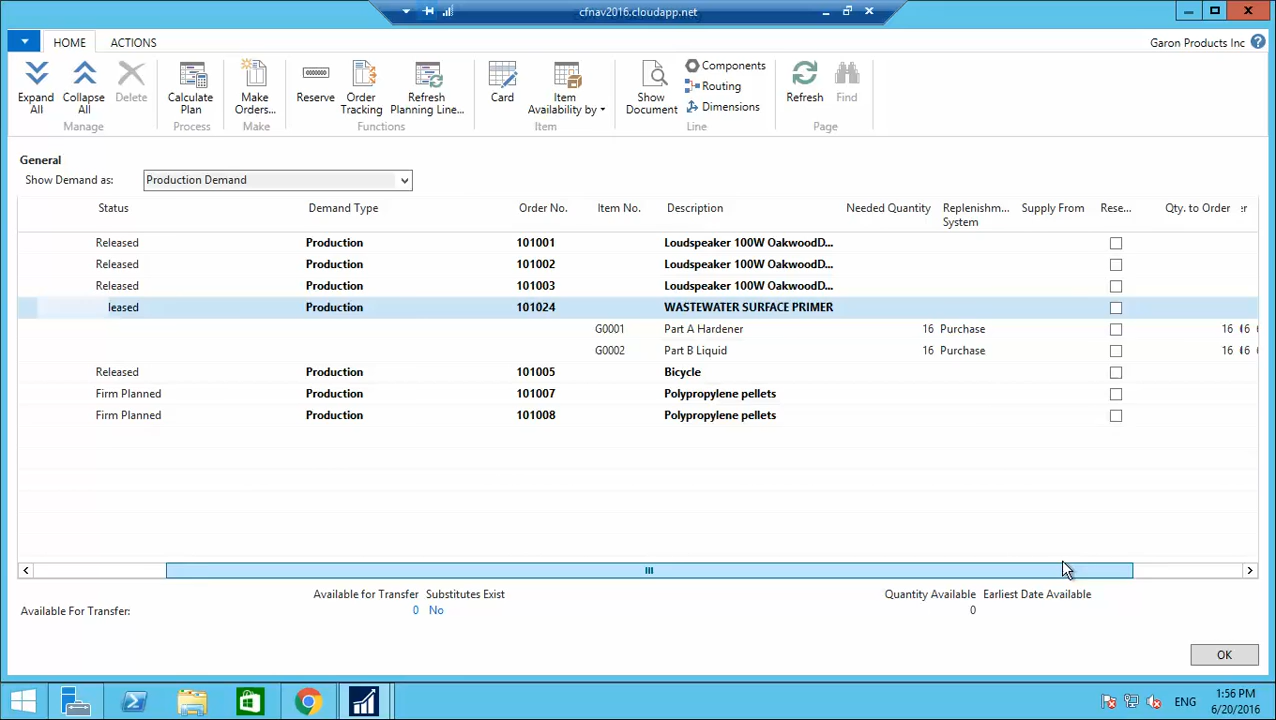 cfnav2016.cloudapp.net
HOME ACTIONS Garon Products Inc
Expand All
Collapse All
Delete
Manage
Calculate Plan
Process
Make Orders...
Make
Reserve
Order Tracking
Refresh Planning Line...
Functions
Card
Item Availability by
Item
Show Document
Components
Routing
Dimensions
Line
Refresh
Find
Page
General
Show Demand as: Production Demand
Status Demand Type Order No. Item No. Description Needed Quantity Replenishm... System Supply From Rese... Qty. to Order
Released Production 101001 Loudspeaker 100W OakwoodD...
Released Production 101002 Loudspeaker 100W OakwoodD...
Released Production 101003 Loudspeaker 100W OakwoodD...
leased Production 101024 WASTEWATER SURFACE PRIMER
G0001 Part A Hardener 16 Purchase 16
G0002 Part B Liquid 16 Purchase 16
Released Production 101005 Bicycle
Firm Planned Production 101007 Polypropylene pellets
Firm Planned Production 101008 Polypropylene pellets
Available for Transfer Substitutes Exist Quantity Available Earliest Date Available
Available For Transfer: 0 No 0
OK
ENG
1:56 PM
6/20/2016